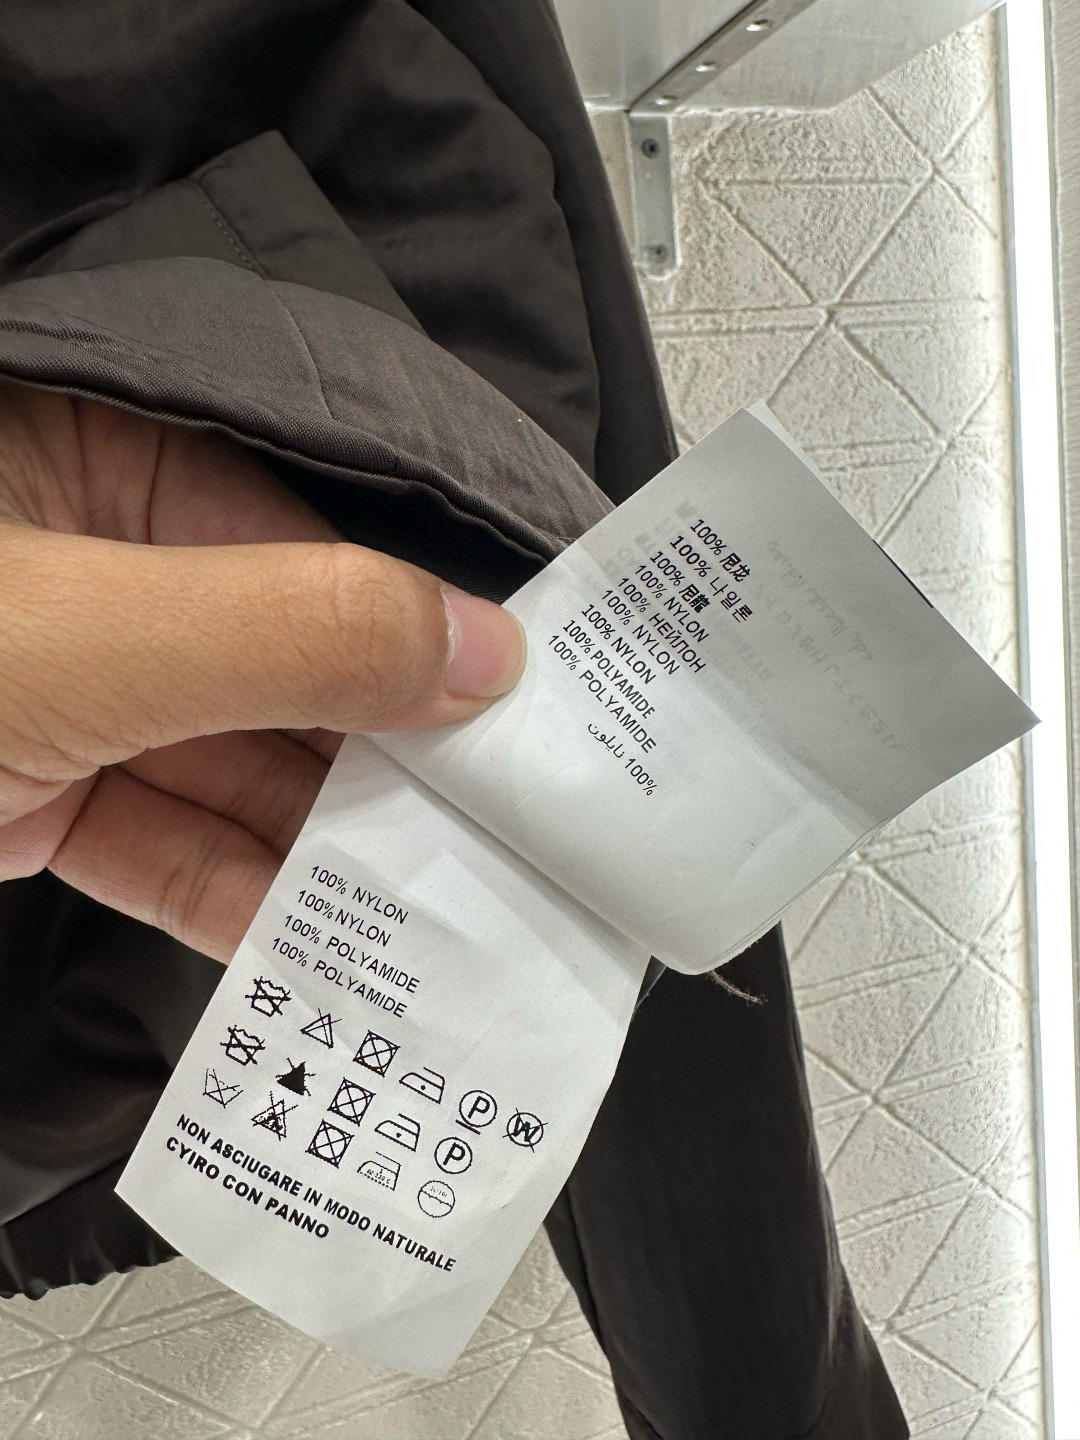 100% 尼龙
100% 나일론
100% 尼龍
100% NYLON
100% НЕЙЛОН
100% NYLON
100% NYLON
100% POLYAMIDE
100% POLYAMIDE
100% نايلون
100% NYLON
100% NYLON
100% POLYAMIDE
100% POLYAMIDE
P W
P
NON ASCIUGARE IN MODO NATURALE
CYIRO CON PANNO